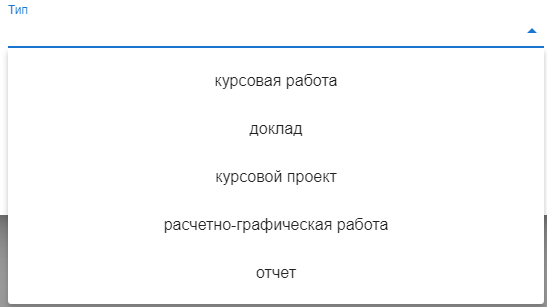 Тип
курсовая работа
доклад
курсовой проект
расчетно-графическая работа
отчет